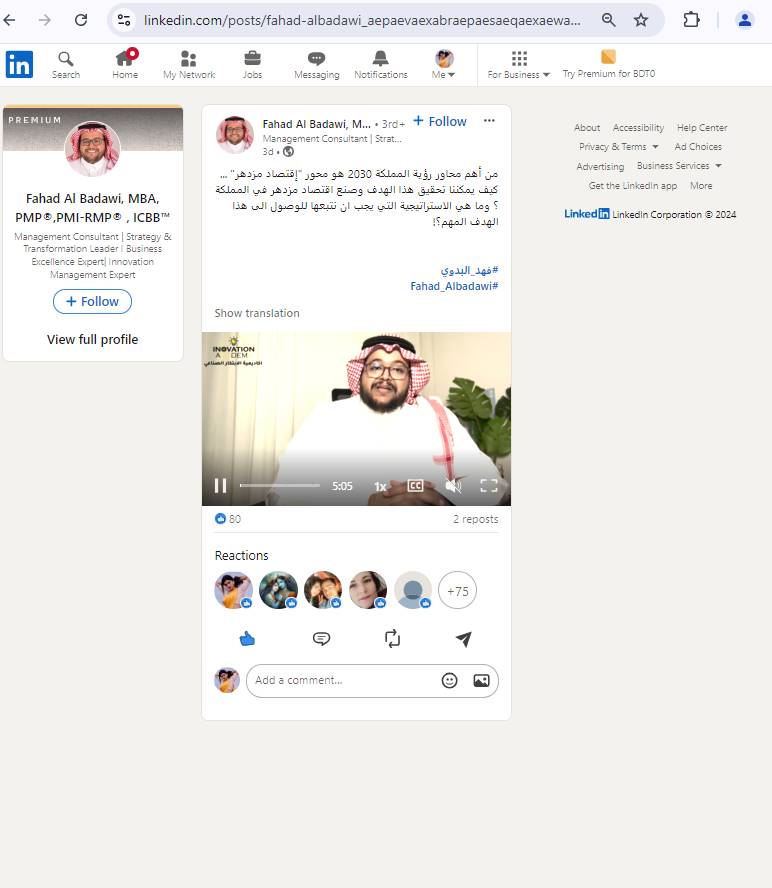 linkedin.com/posts/fahad-albadawi_aepaevaexabraepaesaeqaexaewa...
in
Search
Home
My Network
Jobs
Messaging
Notifications
Me
For Business
Try Premium for BDT0
PREMIUM
Fahad Al Badawi, MBA,
PMP®,PMI-RMP® , ICBB™
Management Consultant | Strategy &
Transformation Leader | Business
Excellence Expert| Innovation
Management Expert
+ Follow
View full profile
Fahad Al Badawi, M... • 3rd+
+ Follow
Management Consultant | Strat...
3d •
من أهم محاور رؤية المملكة 2030 هو محور "إقتصاد مزدهر" ...
كيف يمكننا تحقيق هذا الهدف وصنع اقتصاد مزدهر في المملكة
؟ وما هي الاستراتيجية التي يجب ان نتبعها للوصول الى هذا
الهدف المهم؟!
#فهد_البدوي
#Fahad_Albadawi
Show translation
INOVATION
A DEM
اكاديمية الابتكار الصناعي
5:05
1x
CC
80
2 reposts
Reactions
+75
Add a comment...
About
Accessibility
Help Center
Privacy & Terms
Ad Choices
Advertising
Business Services
Get the LinkedIn app
More
LinkedIn LinkedIn Corporation © 2024